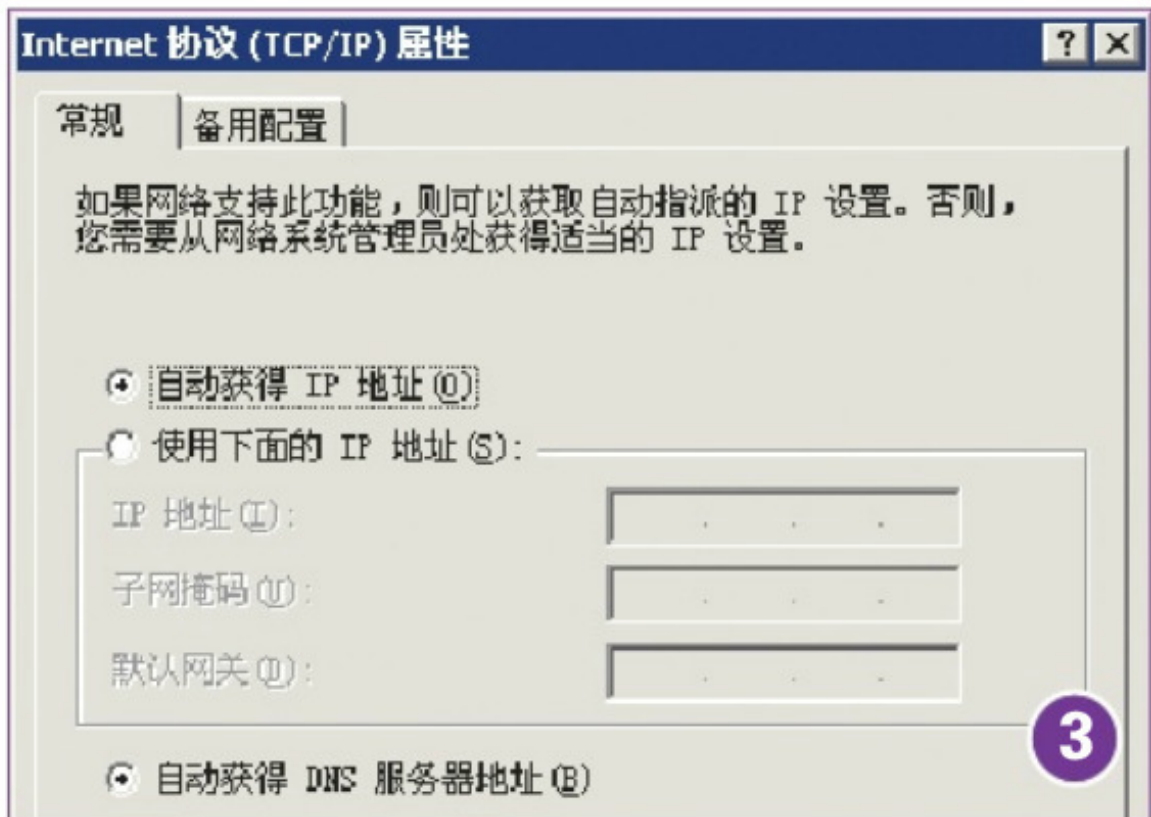 Internet 协议 (TCP/IP) 属性
常规
备用配置
如果网络支持此功能，则可以获取自动指派的 IP 设置。否则，
您需要从网络系统管理员处获得适当的 IP 设置。
自动获得 IP 地址(O)
使用下面的 IP 地址(S):
IP 地址(I):
子网掩码(U):
默认网关(D):
3
自动获得 DNS 服务器地址(B)